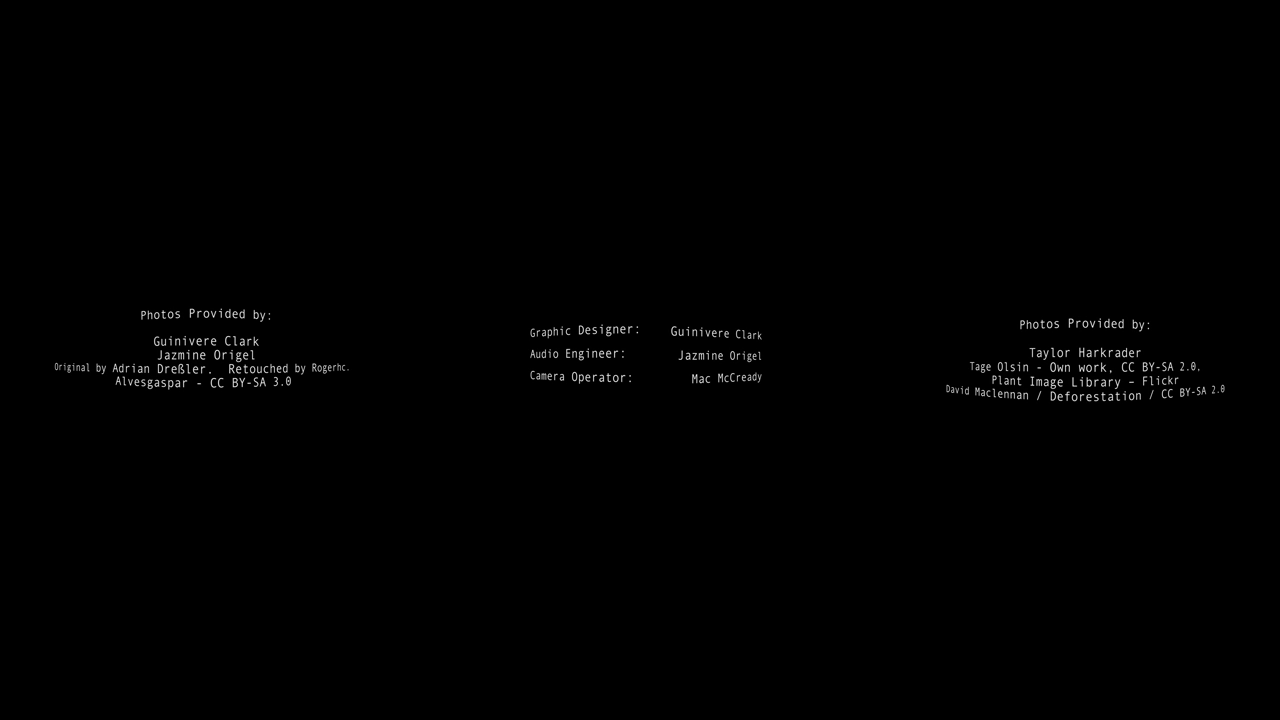 Photos Provided by:
Guinivere Clark
Jazmine Origel
Original by Adrian Dreßler. Retouched by Rogerhc.
Alvesgaspar - CC BY-SA 3.0
Graphic Designer: Guinivere Clark
Audio Engineer: Jazmine Origel
Camera Operator: Mac McCready
Photos Provided by:
Taylor Harkrader
Tage Olsin - Own work, CC BY-SA 2.0,
Plant Image Library – Flickr
David Maclennan / Deforestation / CC BY-SA 2.0